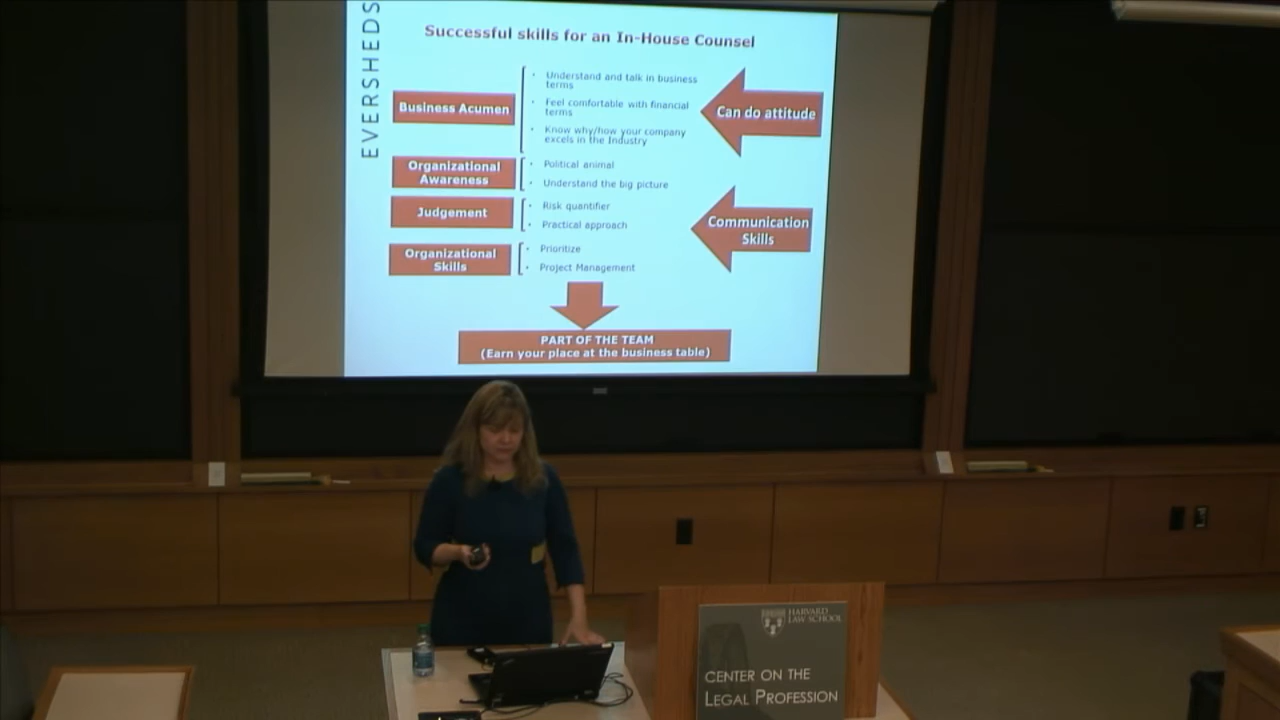 EVERSHEDS
Successful skills for an In-House Counsel
Business Acumen
Understand and talk in business
terms
Feel comfortable with financial
terms
Know why/how your company
excels in the Industry
Can do attitude
Organizational
Awareness
Political animal
Understand the big picture
Judgement
Risk quantifier
Practical approach
Communication
Skills
Organizational
Skills
Prioritize
Project Management
PART OF THE TEAM
(Earn your place at the business table)
HARVARD
LAW SCHOOL
CENTER ON THE
LEGAL PROFESSION